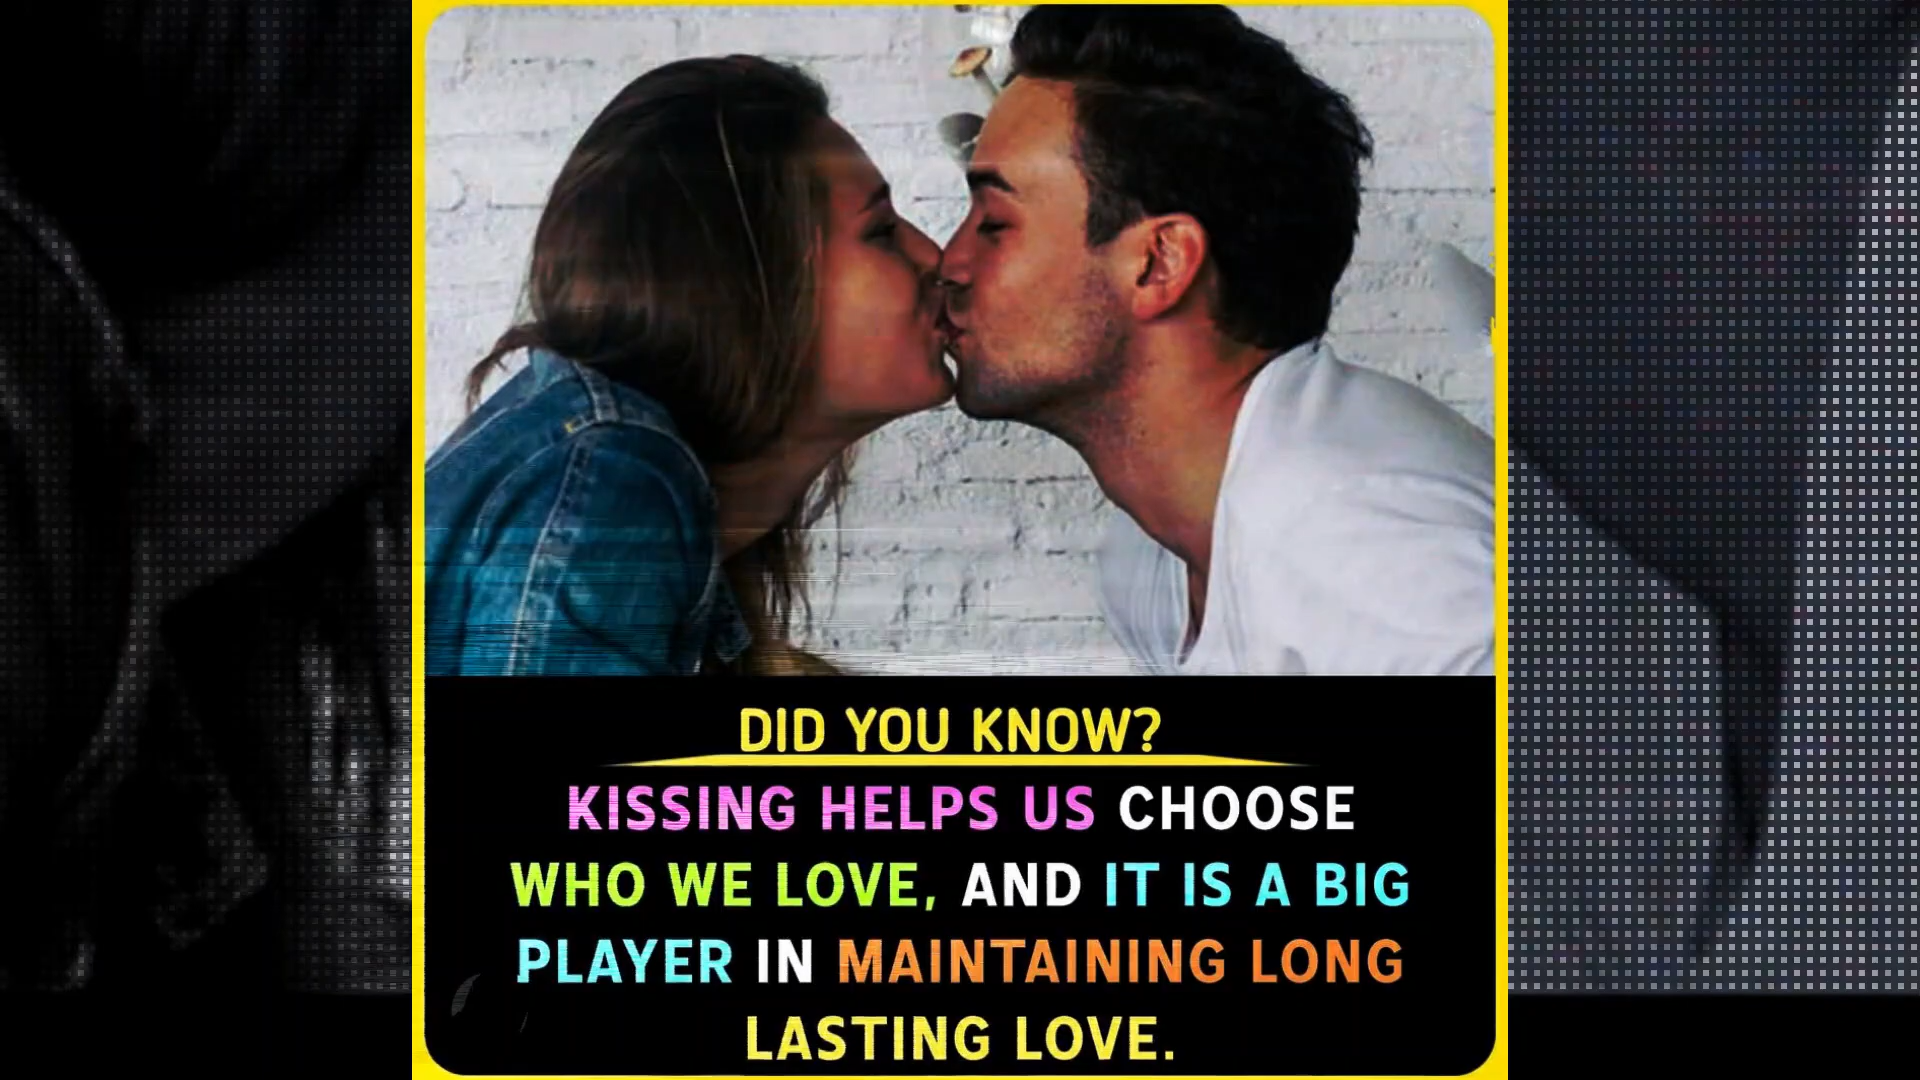 DID YOU KNOW?
KISSING HELPS US CHOOSE
WHO WE LOVE, AND IT IS A BIG
PLAYER IN MAINTAINING LONG
LASTING LOVE.